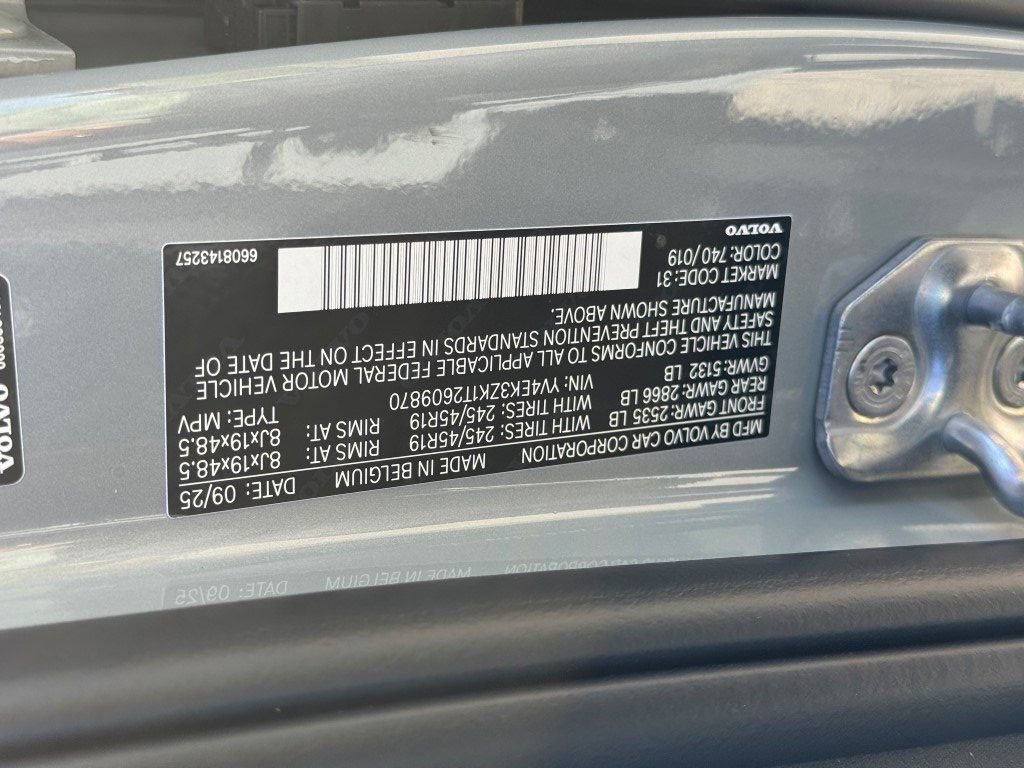 MFD BY VOLVO CAR CORPORATION MADE IN BELGIUM DATE: 09/25
FRONT GAWR: 2535 LB WITH TIRES: 245/45R19 RIMS AT: 8Jx19x48.5
REAR GAWR: 2866 LB WITH TIRES: 245/45R19 RIMS AT: 8Jx19x48.5
GVWR: 5132 LB VIN: YV4EK3ZK1T2609870 TYPE: MPV
THIS VEHICLE CONFORMS TO ALL APPLICABLE FEDERAL MOTOR VEHICLE
SAFETY AND THEFT PREVENTION STANDARDS IN EFFECT ON THE DATE OF
MANUFACTURE SHOWN ABOVE.
MARKET CODE: 31
COLOR: 740/019
VOLVO
6608143257
VOLVO